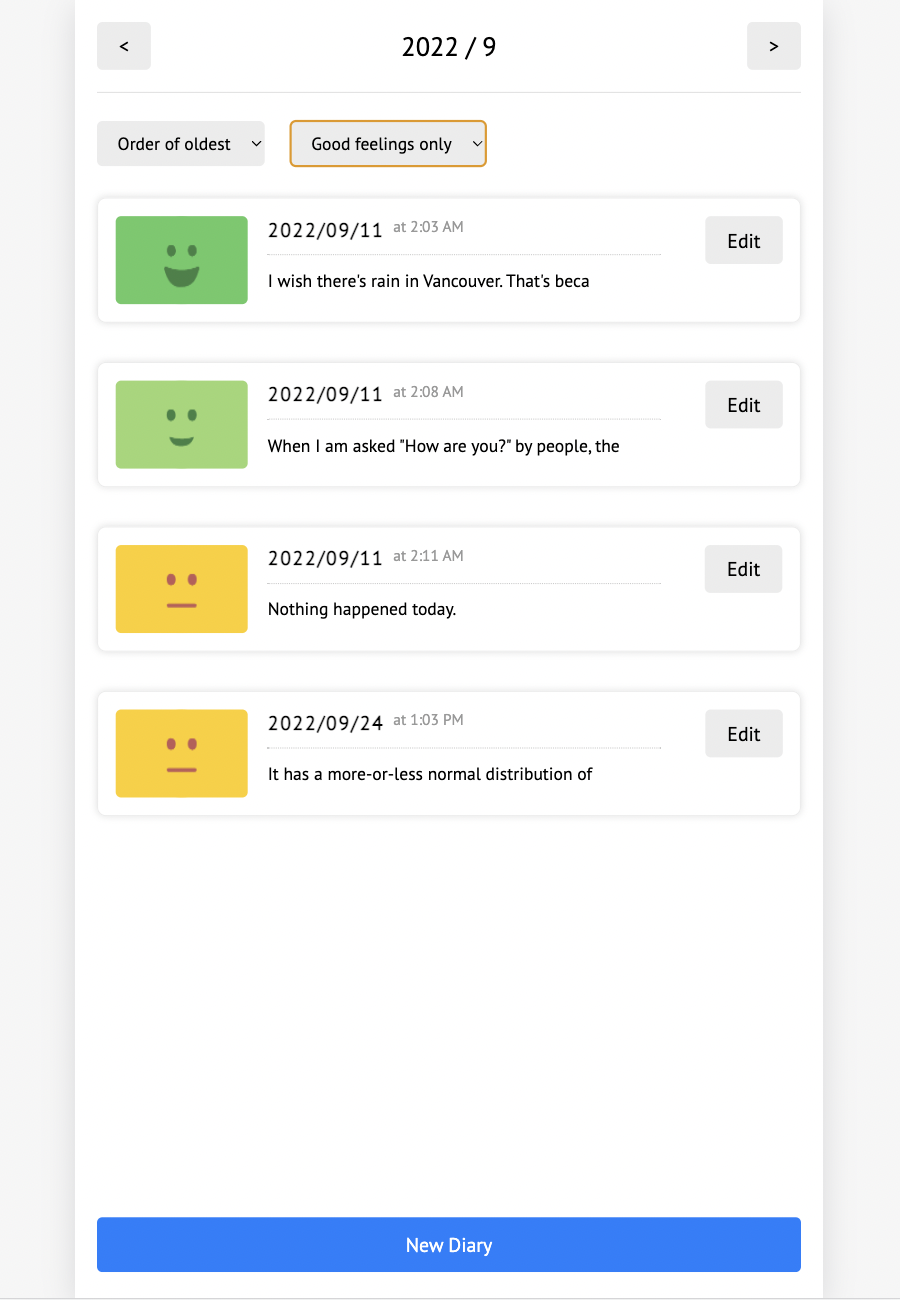 < 2022 / 9 >
Order of oldest Good feelings only
2022/09/11 at 2:03 AM Edit
I wish there's rain in Vancouver. That's beca
2022/09/11 at 2:08 AM Edit
When I am asked "How are you?" by people, the
2022/09/11 at 2:11 AM Edit
Nothing happened today.
2022/09/24 at 1:03 PM Edit
It has a more-or-less normal distribution of
New Diary